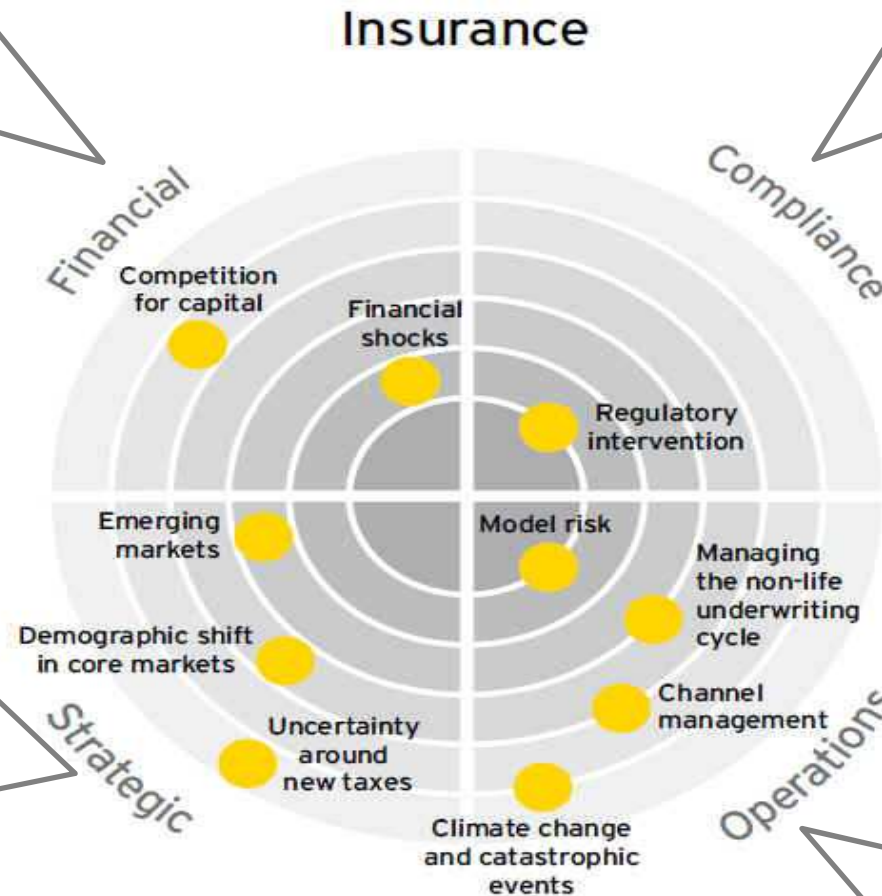 Insurance
Financial
Compliance
Competition
for capital
Financial
shocks
Regulatory
intervention
Emerging
markets
Model risk
Managing
the non-life
underwriting
cycle
Demographic shift
in core markets
Channel
management
Uncertainty
around
new taxes
Climate change
and catastrophic
events
Strategic
Operations